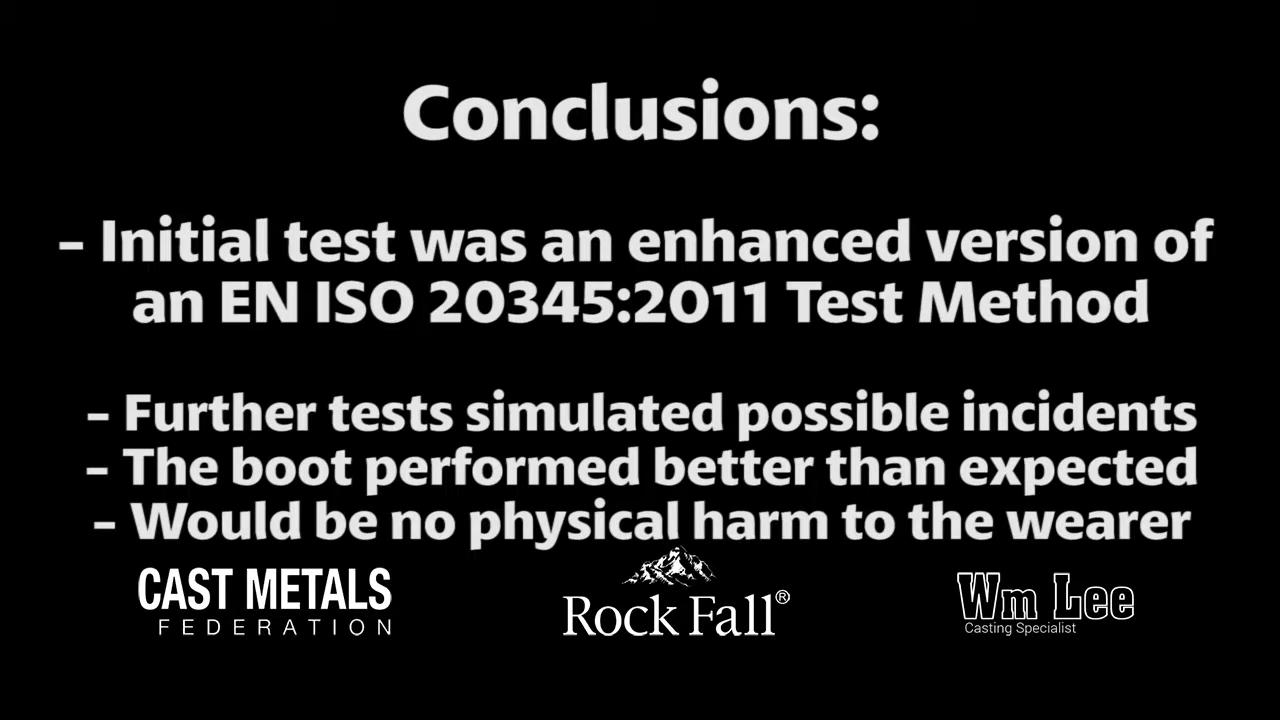 Conclusions:
- Initial test was an enhanced version of
an EN ISO 20345:2011 Test Method
- Further tests simulated possible incidents
- The boot performed better than expected
- Would be no physical harm to the wearer
CAST METALS
FEDERATION
Rock Fall®
Wm Lee
Casting Specialist